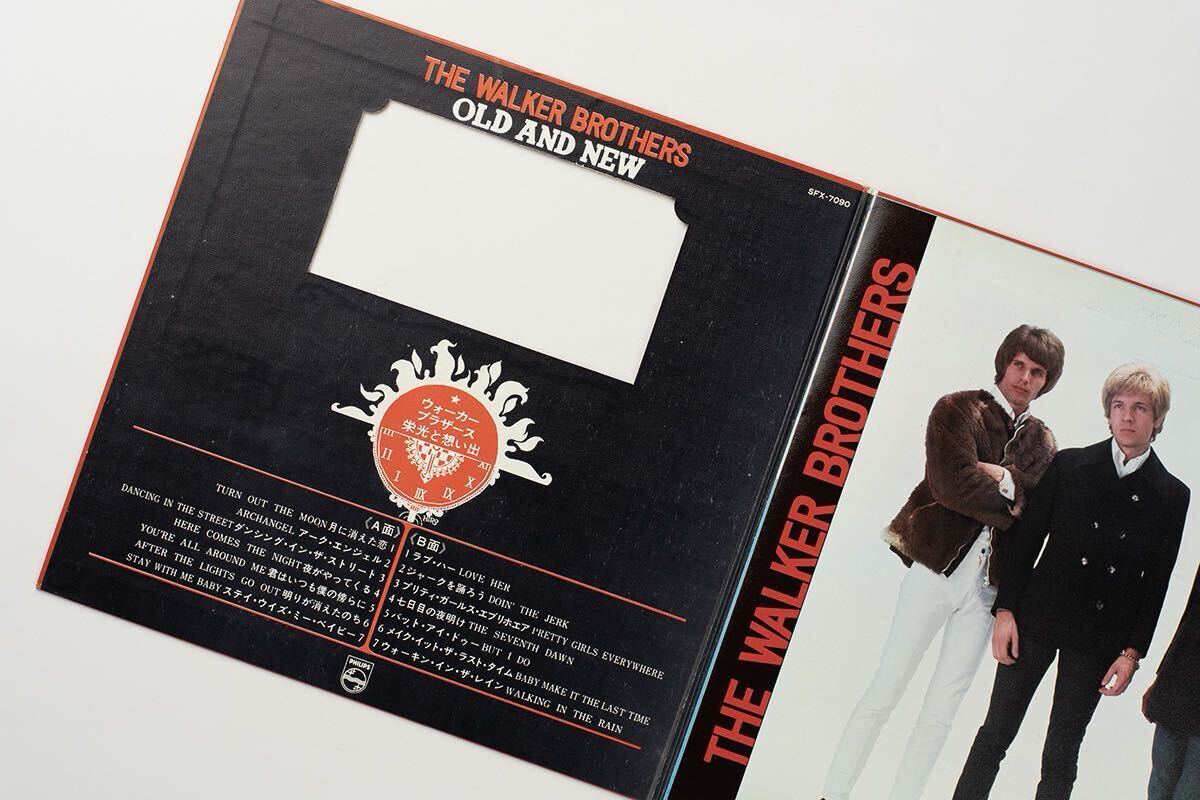 THE WALKER BROTHERS
OLD AND NEW
SFX-7090
ウォーカー
ブラザース
栄光と想い出
III
II
I
XII
XI
X
IX
〈A面〉
TURN OUT THE MOON 月に消えた恋 1
ARCHANGEL アーク・エンジェル 2
DANCING IN THE STREET ダンシング・イン・ザ・ストリート 3
HERE COMES THE NIGHT 夜がやってくる 4
YOU'RE ALL AROUND ME 君はいつも僕の傍らに 5
AFTER THE LIGHTS GO OUT 明りが消えたのち 6
STAY WITH ME BABY ステイ・ウイズ・ミー・ベイビー 7
〈B面〉
1 ラブ・ハー LOVE HER
2 ジャークを踊ろう DOIN' THE JERK
3 プリティ・ガールス・エブリホエア PRETTY GIRLS EVERYWHERE
4 七日目の夜明け THE SEVENTH DAWN
5 バット・アイ・ドゥー BUT I DO
6 メイク・イット・ザ・ラスト・タイム BABY MAKE IT THE LAST TIME
7 ウォーキン・イン・ザ・レイン WALKING IN THE RAIN
PHILIPS
THE WALKER BROTHERS